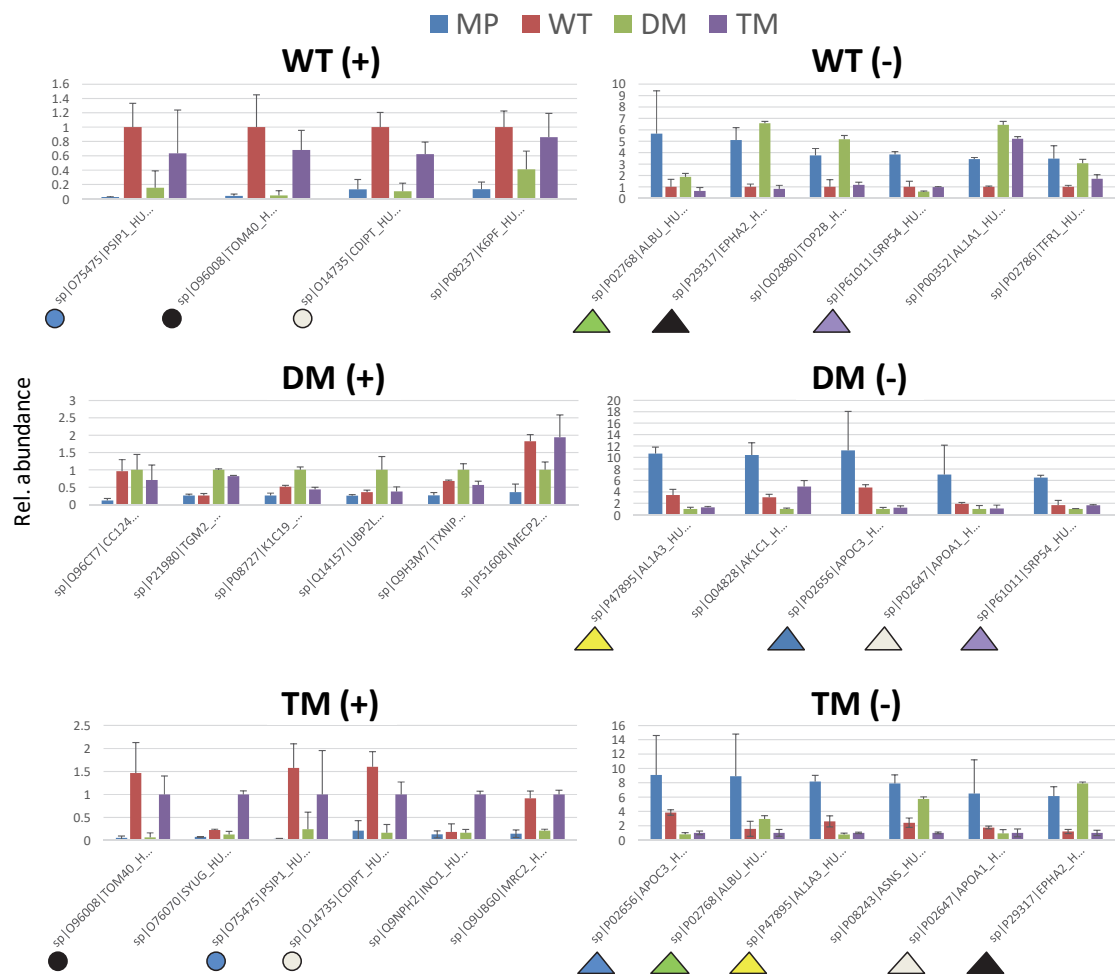 MP WT DM TM
WT (+)
1.6
1.4
1.2
1
0.8
0.6
0.4
0.2
0
sp|O75475|PSIP1_HU...
sp|O96008|TOM40_H...
sp|O14735|CDIPT_HU...
sp|P08237|K6PF_HU...
WT (-)
10
9
8
7
6
5
4
3
2
1
0
sp|P02768|ALBU_HU...
sp|P29317|EPHA2_H...
sp|Q02880|TOP2B_H...
sp|P61011|SRP54_HU...
sp|P00352|AL1A1_HU...
sp|P02786|TFR1_HU...
Rel. abundance
DM (+)
3
2.5
2
1.5
1
0.5
0
sp|Q96CT7|CC124...
sp|P21980|TGM2_...
sp|P08727|K1C19_...
sp|Q14157|UBP2L...
sp|Q9H3M7|TXNIP...
sp|P51608|MECP2...
DM (-)
20
18
16
14
12
10
8
6
4
2
0
sp|P47895|AL1A3_HU...
sp|Q04828|AK1C1_H...
sp|P02656|APOC3_H...
sp|P02647|APOA1_H...
sp|P61011|SRP54_HU...
TM (+)
2.5
2
1.5
1
0.5
0
sp|O96008|TOM40_H...
sp|O76070|SYUG_HU...
sp|O75475|PSIP1_HU...
sp|O14735|CDIPT_HU...
sp|Q9NPH2|INO1_HU...
sp|Q9UBG0|MRC2_H...
TM (-)
16
14
12
10
8
6
4
2
0
sp|P02656|APOC3_H...
sp|P02768|ALBU_HU...
sp|P47895|AL1A3_HU...
sp|P08243|ASNS_HU...
sp|P02647|APOA1_H...
sp|P29317|EPHA2_H...